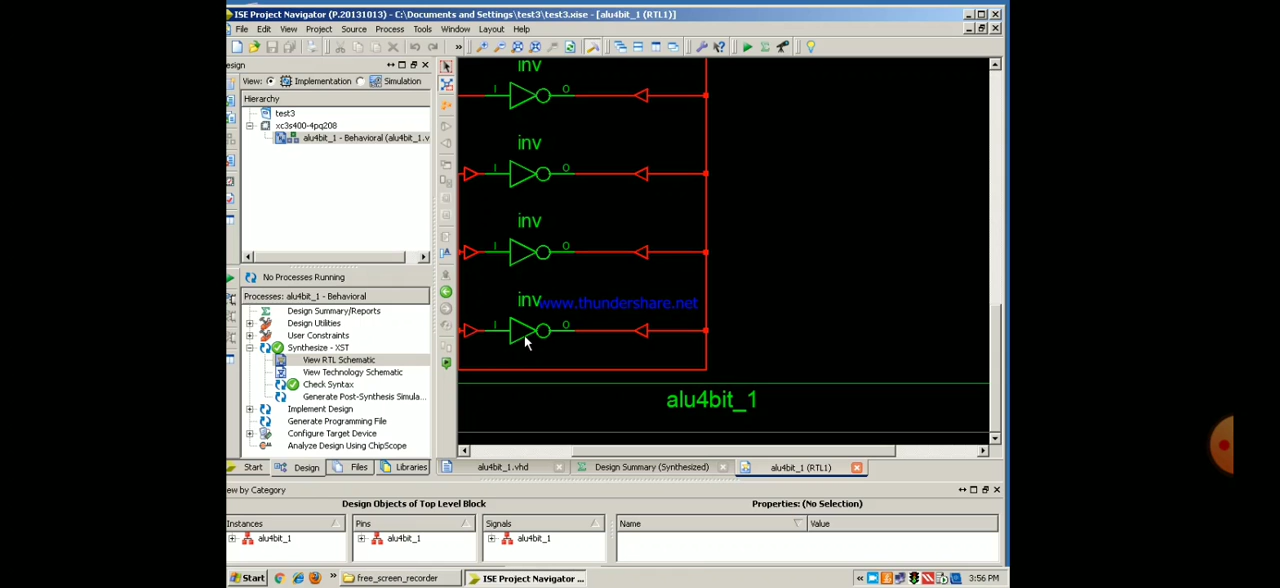 ISE Project Navigator (P.20131013) - C:\Documents and Settings\test3\test3.xise - [alu4bit_1 (RTL1)]
File Edit View Project Source Process Tools Window Layout Help
esign
View: Implementation Simulation
Hierarchy
test3
xc3s400-4pq208
alu4bit_1 - Behavioral (alu4bit_1.v
No Processes Running
Processes: alu4bit_1 - Behavioral
Design Summary/Reports
Design Utilities
User Constraints
Synthesize - XST
View RTL Schematic
View Technology Schematic
Check Syntax
Generate Post-Synthesis Simula...
Implement Design
Generate Programming File
Configure Target Device
Analyze Design Using ChipScope
Start Design Files Libraries
inv
I O
inv
I O
inv
I O
inv
www.thundershare.net
I O
alu4bit_1
alu4bit_1.vhd Design Summary (Synthesized) alu4bit_1 (RTL1)
ew by Category
Design Objects of Top Level Block
Properties: (No Selection)
Instances Pins Signals Name Value
alu4bit_1 alu4bit_1 alu4bit_1
Start free_screen_recorder ISE Project Navigator ... 3:56 PM